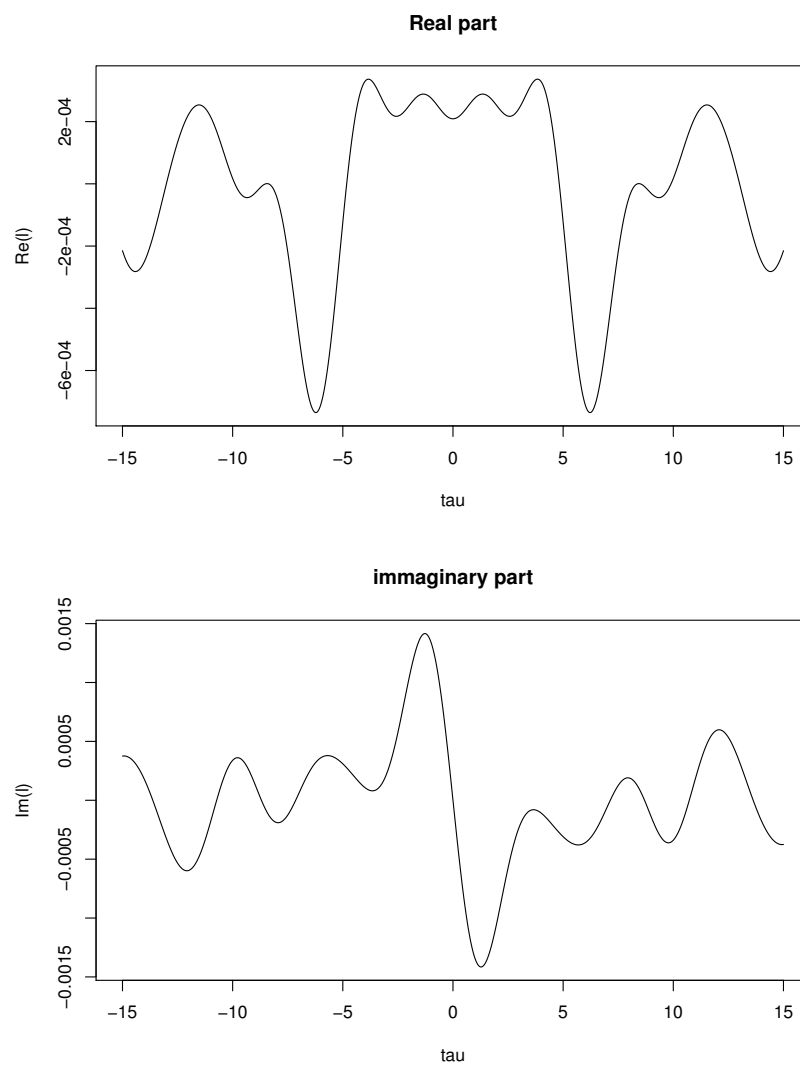 Real part
2e−04
−2e−04
−6e−04
Re(l)
−15 −10 −5 0 5 10 15
tau
immaginary part
0.0015
0.0005
−0.0005
−0.0015
Im(l)
−15 −10 −5 0 5 10 15
tau